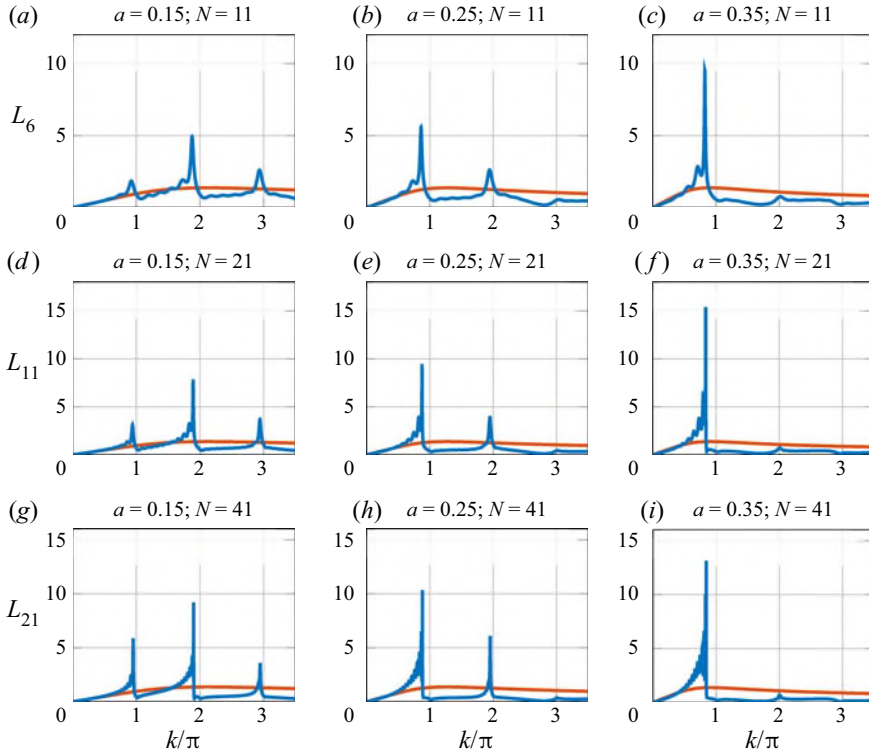 (a) a = 0.15; N = 11
(b) a = 0.25; N = 11
(c) a = 0.35; N = 11
L6
10
5
0
1 2 3
10
5
0
1 2 3
10
5
0
1 2 3
(d) a = 0.15; N = 21
(e) a = 0.25; N = 21
(f) a = 0.35; N = 21
L11
15
10
5
0
1 2 3
15
10
5
0
1 2 3
15
10
5
0
1 2 3
(g) a = 0.15; N = 41
(h) a = 0.25; N = 41
(i) a = 0.35; N = 41
L21
15
10
5
0
1 2 3
k/π
15
10
5
0
1 2 3
k/π
15
10
5
0
1 2 3
k/π